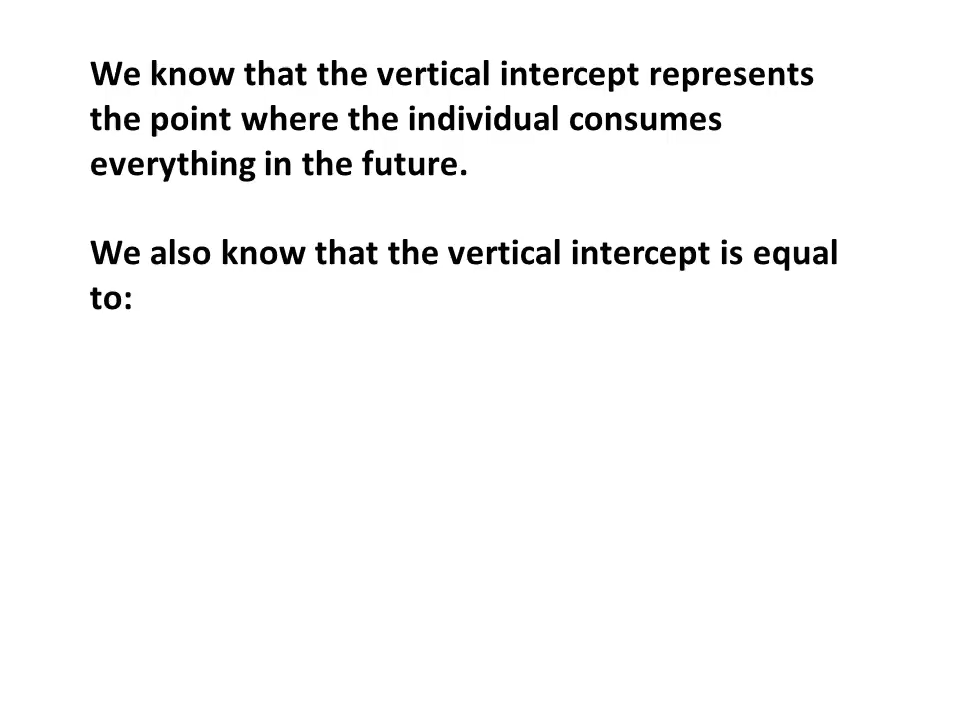 We know that the vertical intercept represents
the point where the individual consumes
everything in the future.
We also know that the vertical intercept is equal
to: